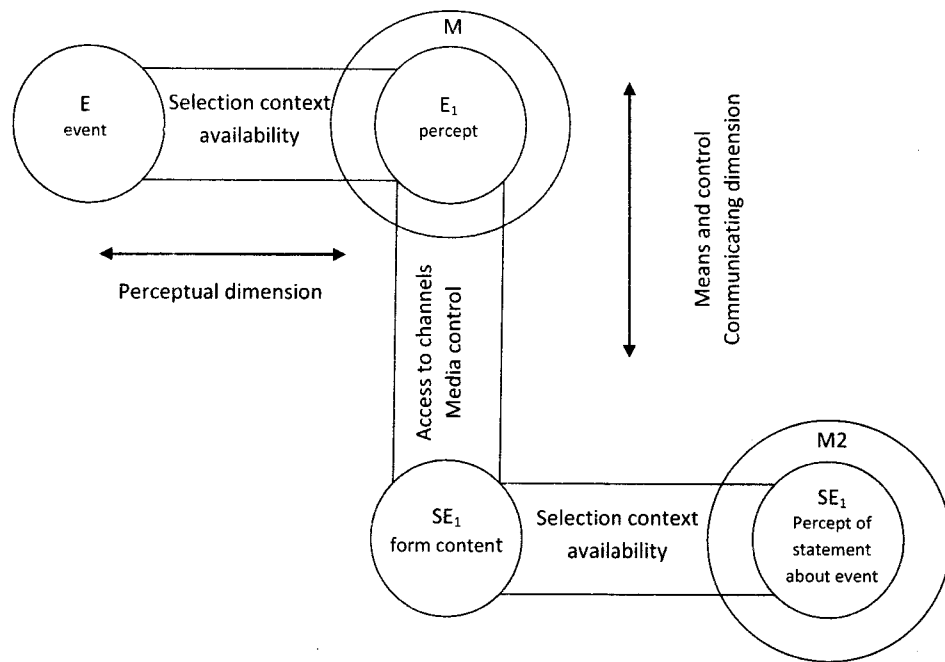 M
E
event
Selection context
availability
E₁
percept
Means and control
Communicating dimension
Perceptual dimension
Access to channels
Media control
SE₁
form content
Selection context
availability
M2
SE₁
Percept of
statement
about event